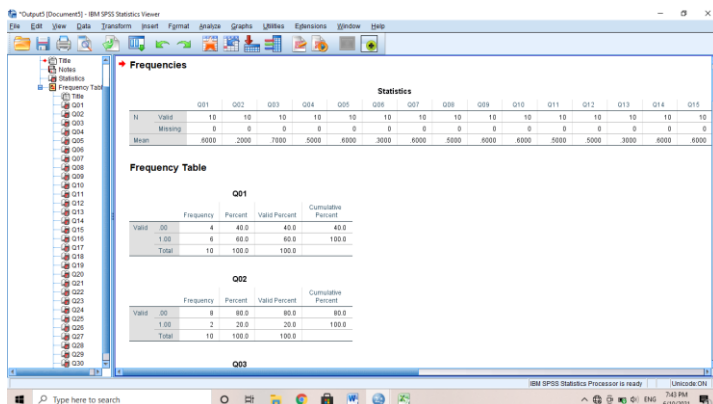 *Output5 [Document5] - IBM SPSS Statistics Viewer
File Edit View Data Transform Insert Format Analyze Graphs Utilities Extensions Window Help
Title
Notes
Statistics
Frequency Tabl
Title
Q01
Q02
Q03
Q04
Q05
Q06
Q07
Q08
Q09
Q10
Q11
Q12
Q13
Q14
Q15
Q16
Q17
Q18
Q19
Q20
Q21
Q22
Q23
Q24
Q25
Q26
Q27
Q28
Q29
Q30
Frequencies
Statistics
Q01 Q02 Q03 Q04 Q05 Q06 Q07 Q08 Q09 Q10 Q11 Q12 Q13 Q14 Q15
N Valid 10 10 10 10 10 10 10 10 10 10 10 10 10 10 10
Missing 0 0 0 0 0 0 0 0 0 0 0 0 0 0 0
Mean .6000 .2000 .7000 .5000 .6000 .3000 .6000 .5000 .6000 .6000 .5000 .5000 .3000 .6000 .6000
Frequency Table
Q01
Frequency Percent Valid Percent Cumulative Percent
Valid .00 4 40.0 40.0 40.0
1.00 6 60.0 60.0 100.0
Total 10 100.0 100.0
Q02
Frequency Percent Valid Percent Cumulative Percent
Valid .00 8 80.0 80.0 80.0
1.00 2 20.0 20.0 100.0
Total 10 100.0 100.0
Q03
IBM SPSS Statistics Processor is ready Unicode:ON
Type here to search
ENG 7:43 PM